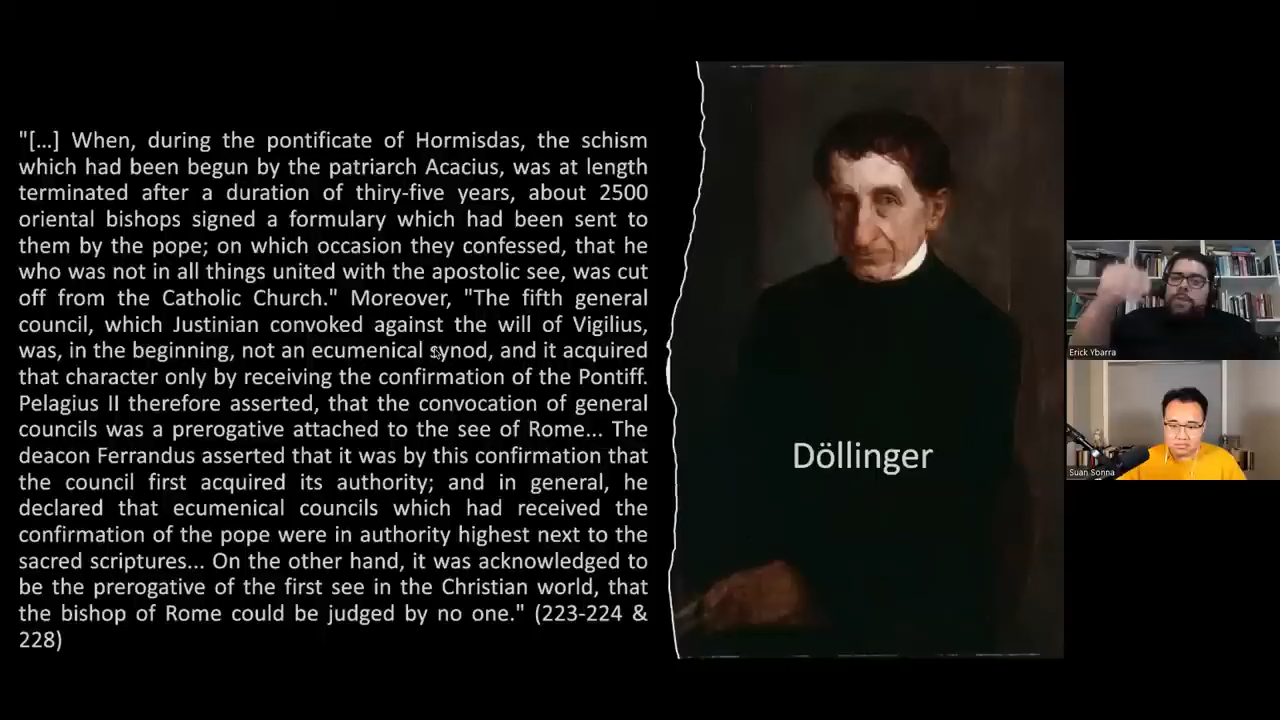 "[...] When, during the pontificate of Hormisdas, the schism
which had been begun by the patriarch Acacius, was at length
terminated after a duration of thiry-five years, about 2500
oriental bishops signed a formulary which had been sent to
them by the pope; on which occasion they confessed, that he
who was not in all things united with the apostolic see, was cut
off from the Catholic Church." Moreover, "The fifth general
council, which Justinian convoked against the will of Vigilius,
was, in the beginning, not an ecumenical synod, and it acquired
that character only by receiving the confirmation of the Pontiff.
Pelagius II therefore asserted, that the convocation of general
councils was a prerogative attached to the see of Rome... The
deacon Ferrandus asserted that it was by this confirmation that
the council first acquired its authority; and in general, he
declared that ecumenical councils which had received the
confirmation of the pope were in authority highest next to the
sacred scriptures... On the other hand, it was acknowledged to
be the prerogative of the first see in the Christian world, that
the bishop of Rome could be judged by no one." (223-224 &
228)
Döllinger
Erick Ybarra
Suan Sonna